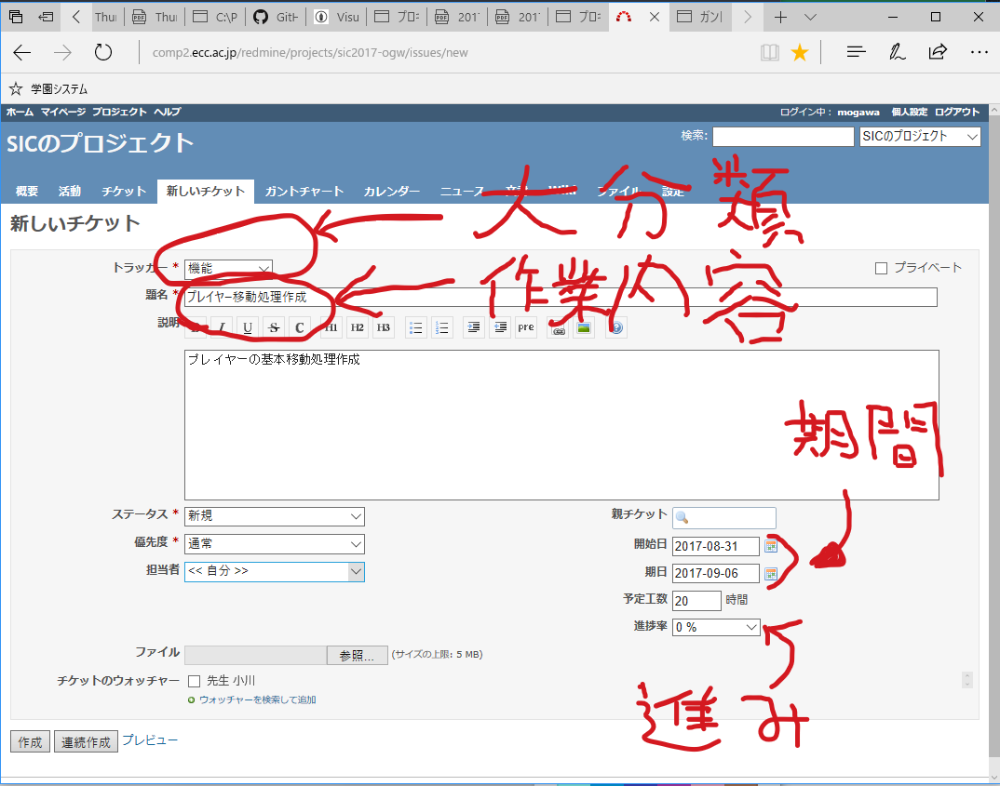 Thu
Thu
C:\P
GitH
Visu
プロ
201
201
プロ
ガン
comp2.ecc.ac.jp/redmine/projects/sic2017-ogw/issues/new
学園システム
ホーム マイページ プロジェクト ヘルプ
ログイン中: mogawa 個人設定 ログアウト
SICのプロジェクト
検索:
SICのプロジェクト
概要 活動 チケット 新しいチケット ガントチャート カレンダー ニュース 文書 Wiki ファイル 設定
大分類
新しいチケット
トラッカー * 機能
プライベート
作業内容
題名 * プレイヤー移動処理作成
説明
B I U S C H1 H2 H3 pre
プレイヤーの基本移動処理作成
期間
ステータス * 新規
親チケット
優先度 * 通常
開始日 2017-08-31
担当者 << 自分 >>
期日 2017-09-06
予定工数 20 時間
進捗率 0 %
ファイル 参照... (サイズの上限: 5 MB)
チケットのウォッチャー 先生 小川
ウォッチャーを検索して追加
進み
作成 連続作成 プレビュー